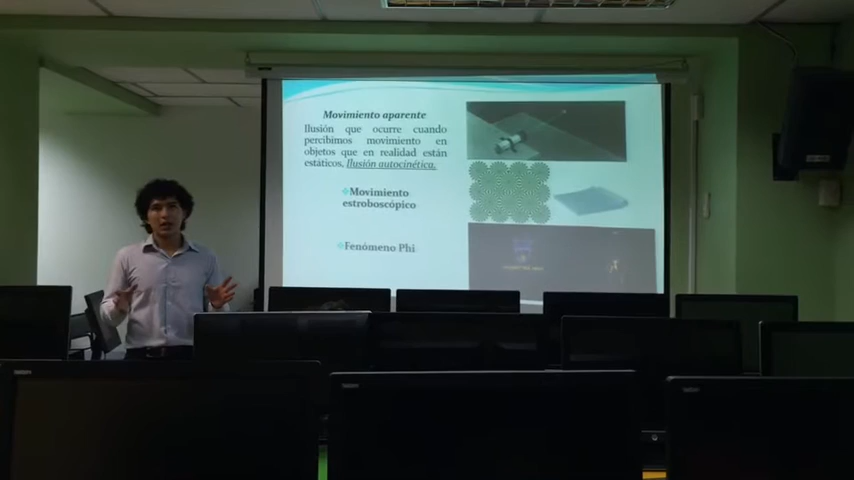 Movimiento aparente
Ilusión que ocurre cuando
percibimos movimiento en
objetos que en realidad están
estáticos. Ilusión autocinética.
Movimiento
estroboscópico
Fenómeno Phi